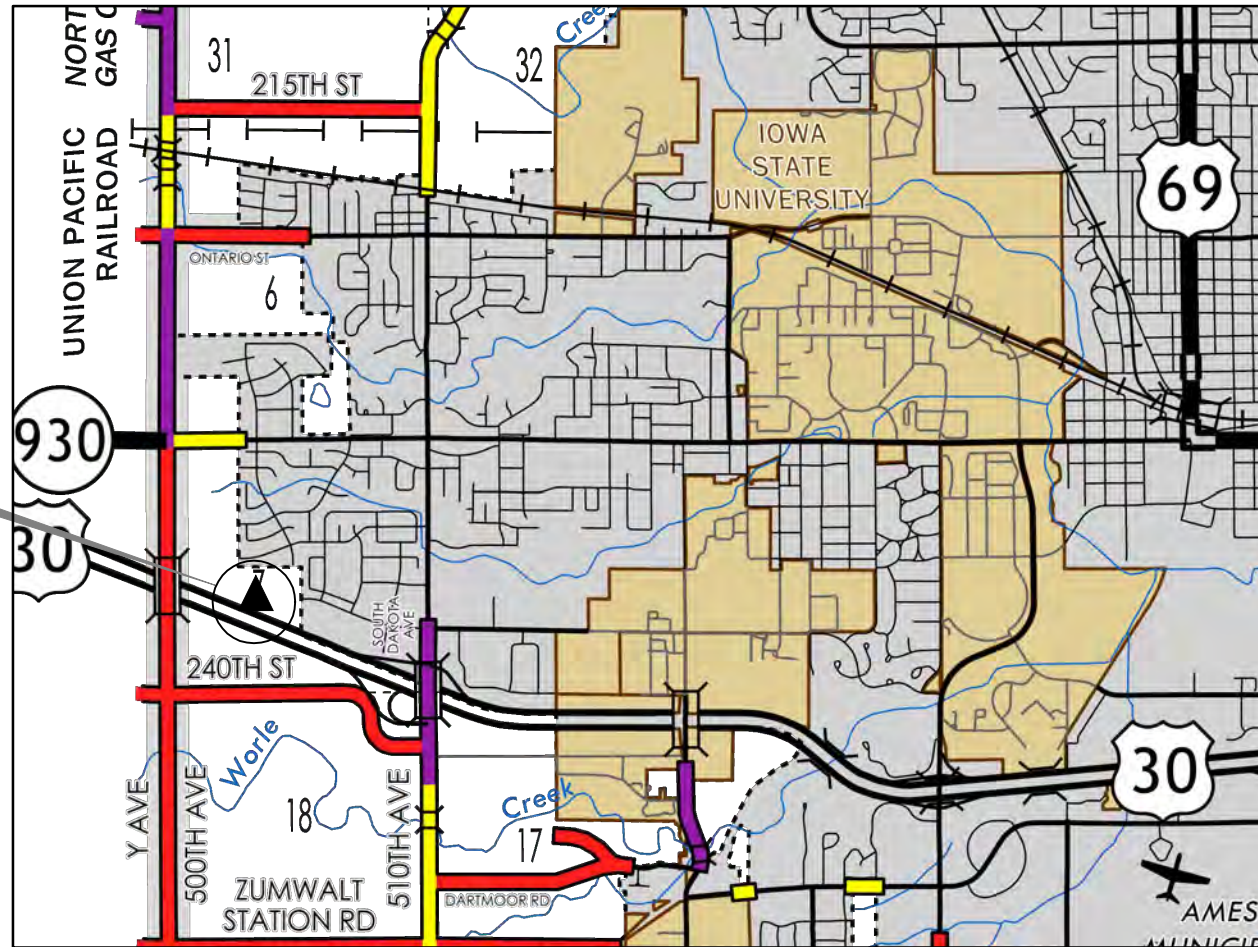 NORT
GAS C
31
215TH ST
32
Creek
IOWA
STATE
UNIVERSITY
69
UNION PACIFIC
RAILROAD
ONTARIO ST
6
930
30
7
SOUTH
DAKOTA
AVE
240TH ST
Worle
Creek
30
Y AVE
500TH AVE
18
510TH AVE
17
ZUMWALT
STATION RD
DARTMOOR RD
AMES
MUNICI